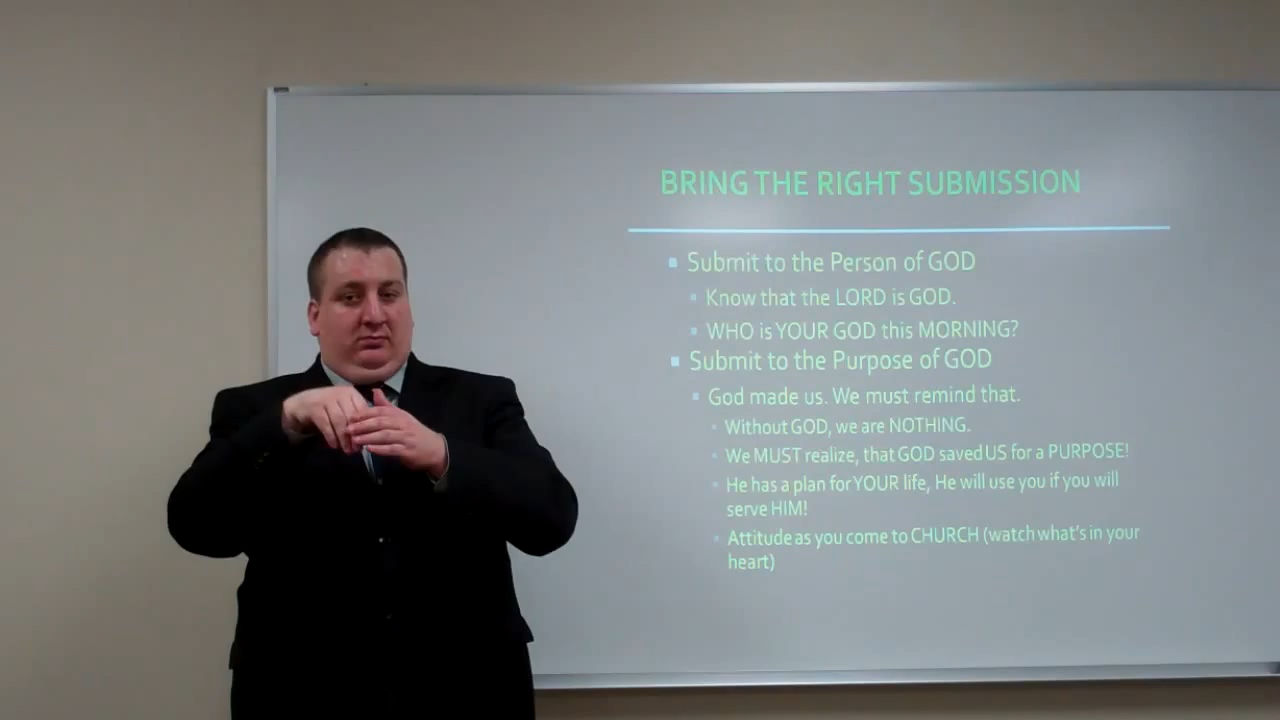 BRING THE RIGHT SUBMISSION
Submit to the Person of GOD
Know that the LORD is GOD.
WHO is YOUR GOD this MORNING?
Submit to the Purpose of GOD
God made us. We must remind that.
Without GOD, we are NOTHING.
We MUST realize, that GOD saved US for a PURPOSE!
He has a plan for YOUR life, He will use you if you will
serve HIM!
Attitude as you come to CHURCH (watch what's in your
heart)